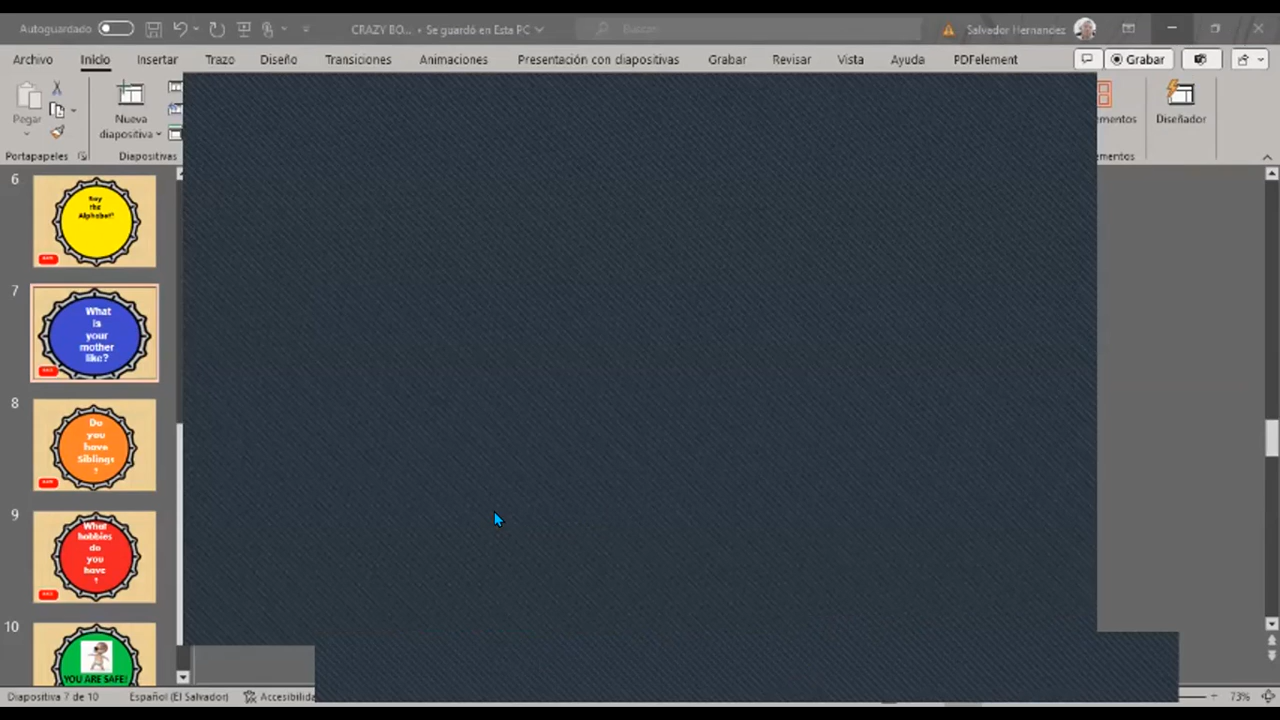 Autoguardado
CRAZY BO... • Se guardó en Esta PC
Buscar
Salvador Hernandez
Archivo Inicio Insertar Trazo Diseño Transiciones Animaciones Presentación con diapositivas Grabar Revisar Vista Ayuda PDFelement
Grabar
Pegar
Nueva
diapositiva
ementos
Diseñador
Portapapeles
Diapositivas
ementos
6
Say
the
Alphabet!
7
What
is
your
mother
like?
8
Do
you
have
Siblings
?
9
What
hobbies
do
you
have
?
10
YOU ARE SAFE!
Diapositiva 7 de 10
Español (El Salvador)
Accesibilida
73%